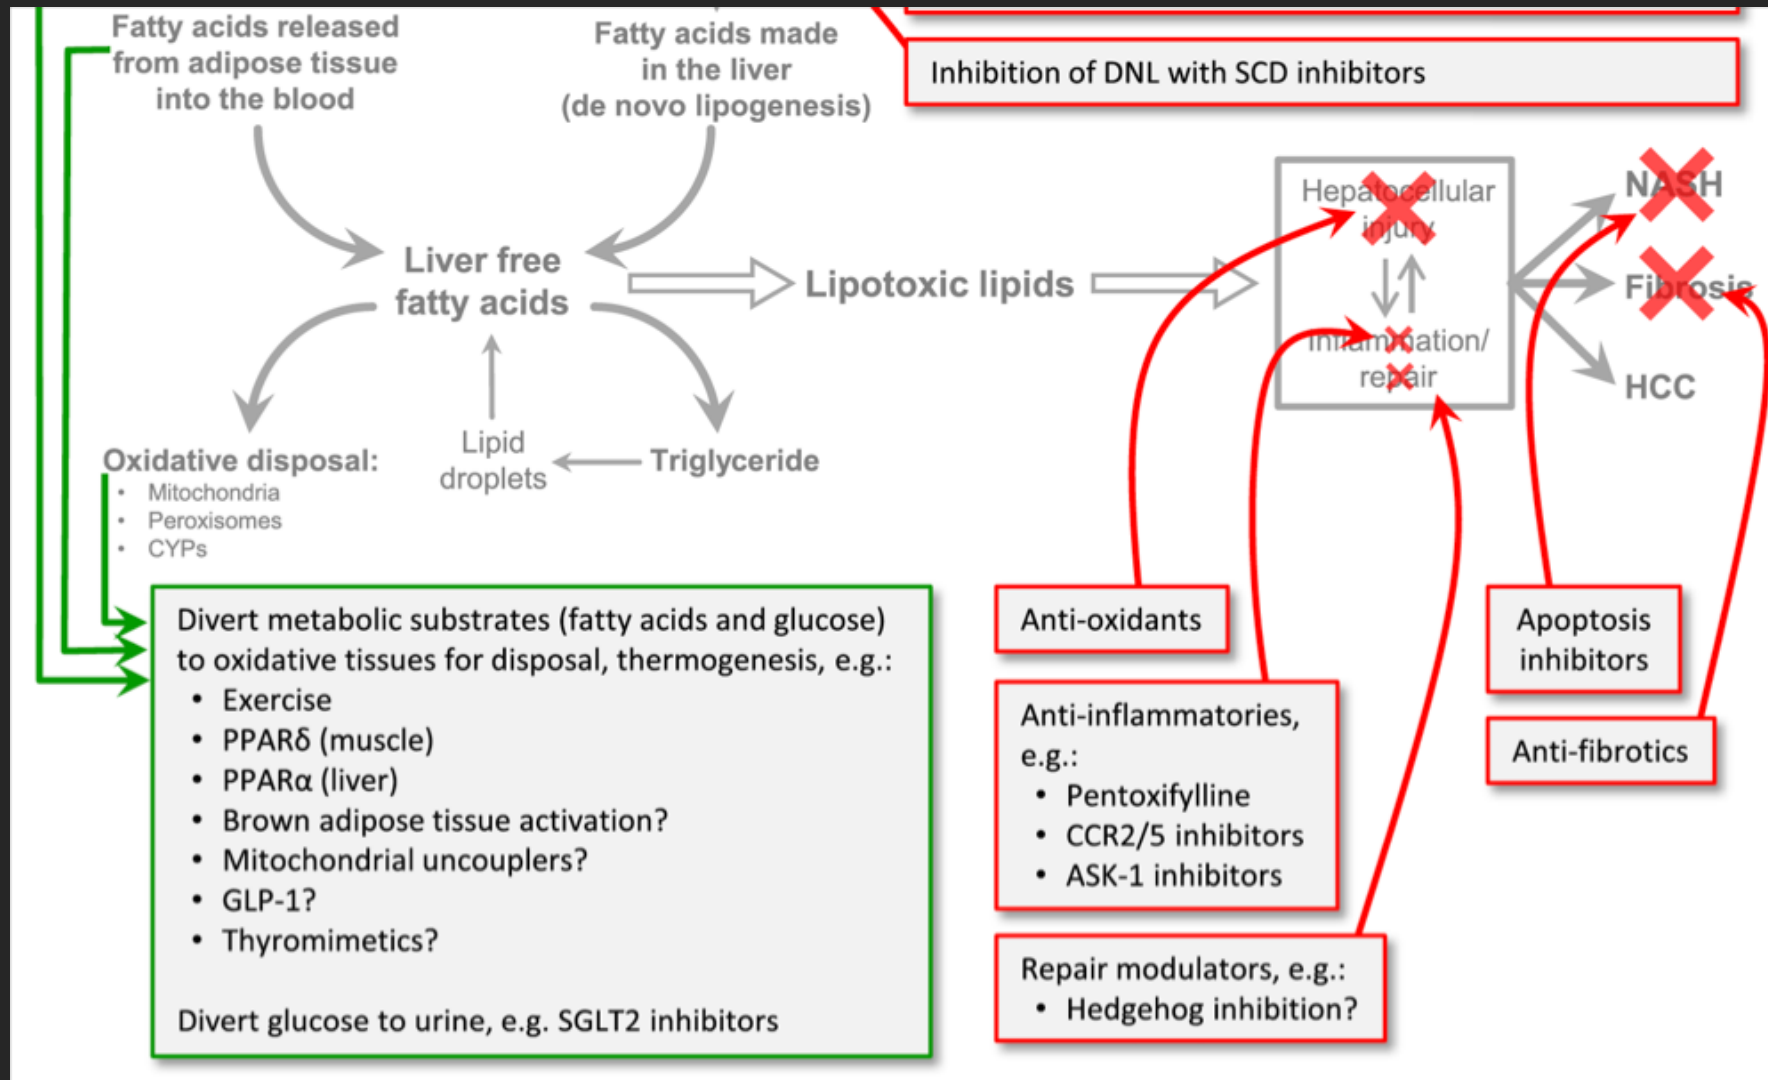 Fatty acids released
from adipose tissue
into the blood
Fatty acids made
in the liver
(de novo lipogenesis)
Inhibition of DNL with SCD inhibitors
Liver free
fatty acids
Lipotoxic lipids
Hepatocellular
injury
Inflammation/
repair
NASH
Fibrosis
HCC
Oxidative disposal:
• Mitochondria
• Peroxisomes
• CYPs
Lipid
droplets
Triglyceride
Divert metabolic substrates (fatty acids and glucose)
to oxidative tissues for disposal, thermogenesis, e.g.:
• Exercise
• PPARδ (muscle)
• PPARα (liver)
• Brown adipose tissue activation?
• Mitochondrial uncouplers?
• GLP-1?
• Thyromimetics?
Divert glucose to urine, e.g. SGLT2 inhibitors
Anti-oxidants
Anti-inflammatories,
e.g.:
• Pentoxifylline
• CCR2/5 inhibitors
• ASK-1 inhibitors
Repair modulators, e.g.:
• Hedgehog inhibition?
Apoptosis
inhibitors
Anti-fibrotics